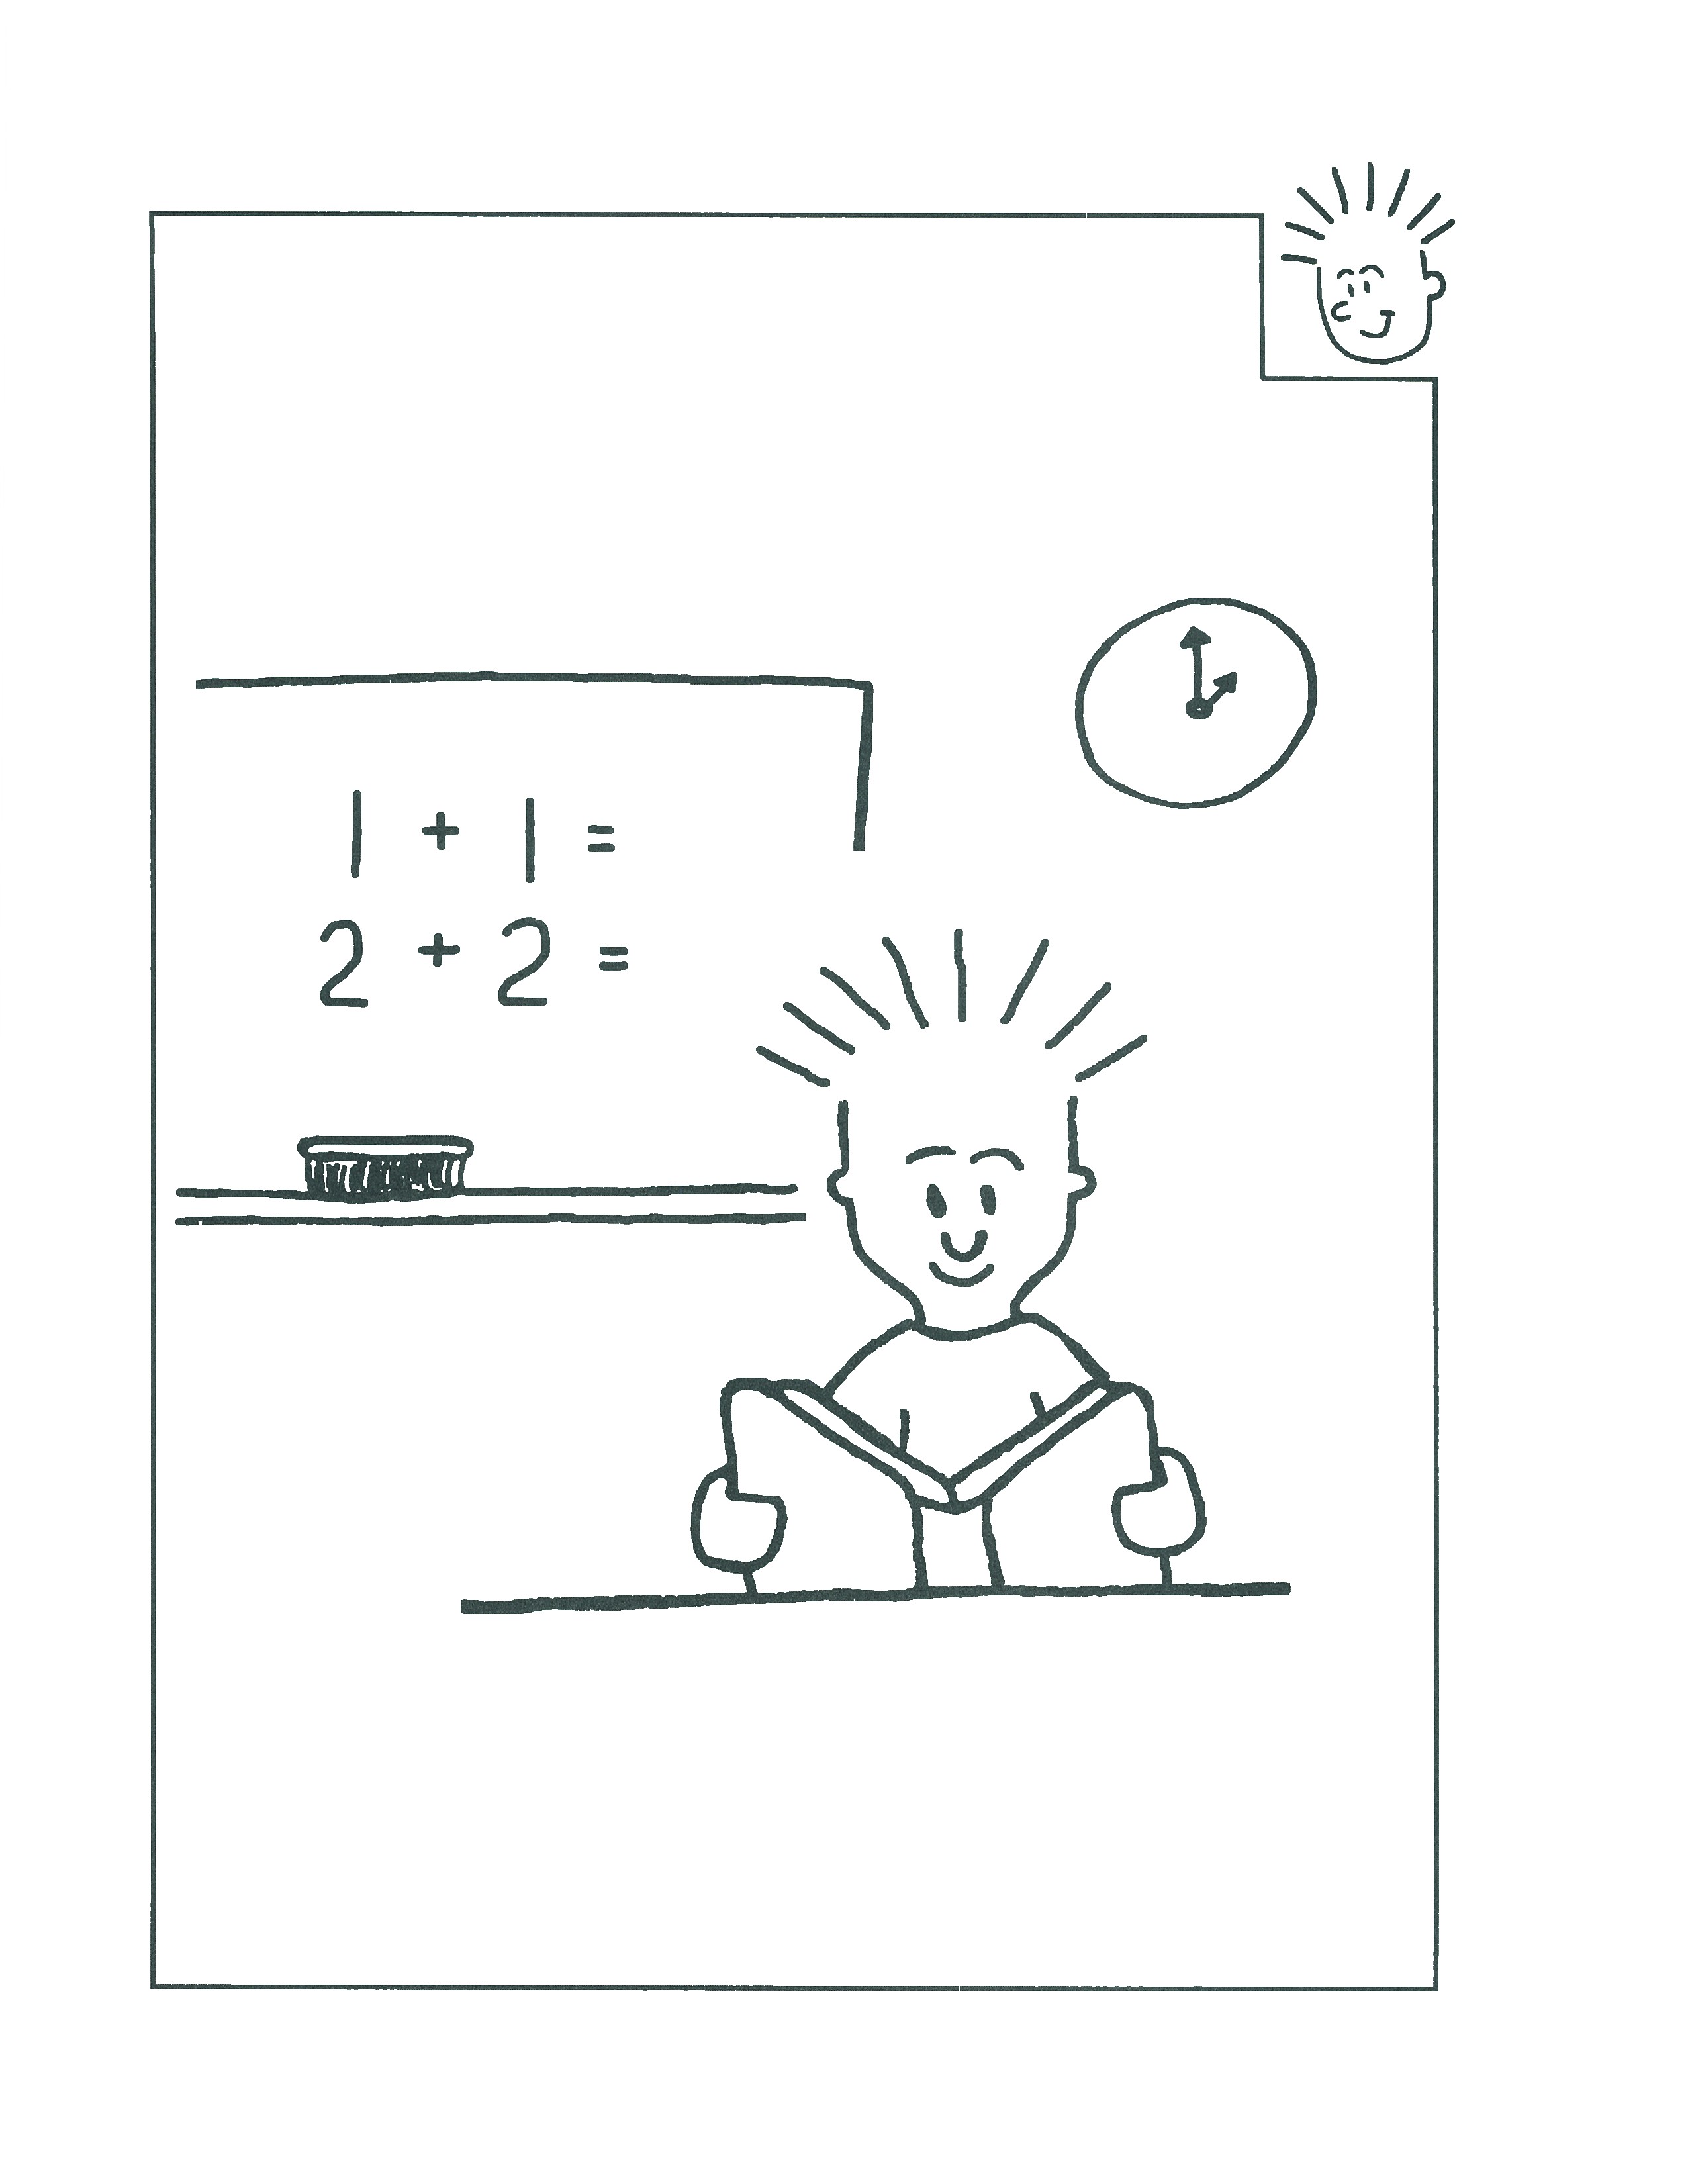 1 + 1 =
2 + 2 =